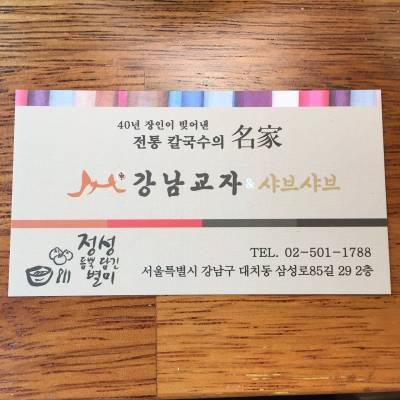 40년 장인이 빚어낸
전통 칼국수의 名家
강남교자 & 샤브샤브
정성
듬뿍 담긴
별미
TEL. 02-501-1788
서울특별시 강남구 대치동 삼성로85길 29 2층